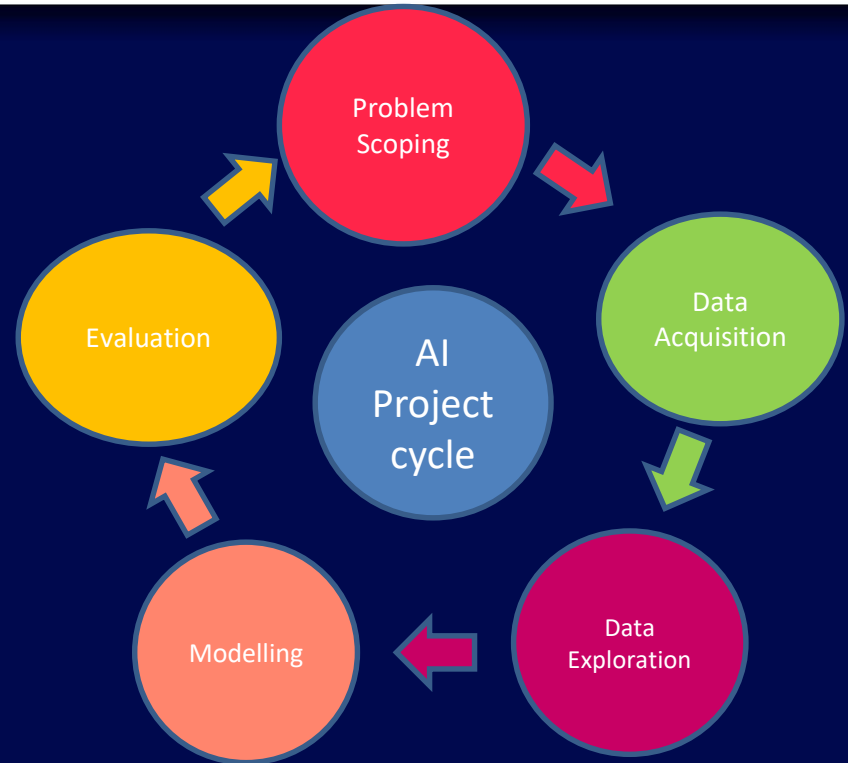 Problem
Scoping
Data
Acquisition
Data
Exploration
Modelling
Evaluation
AI
Project
cycle